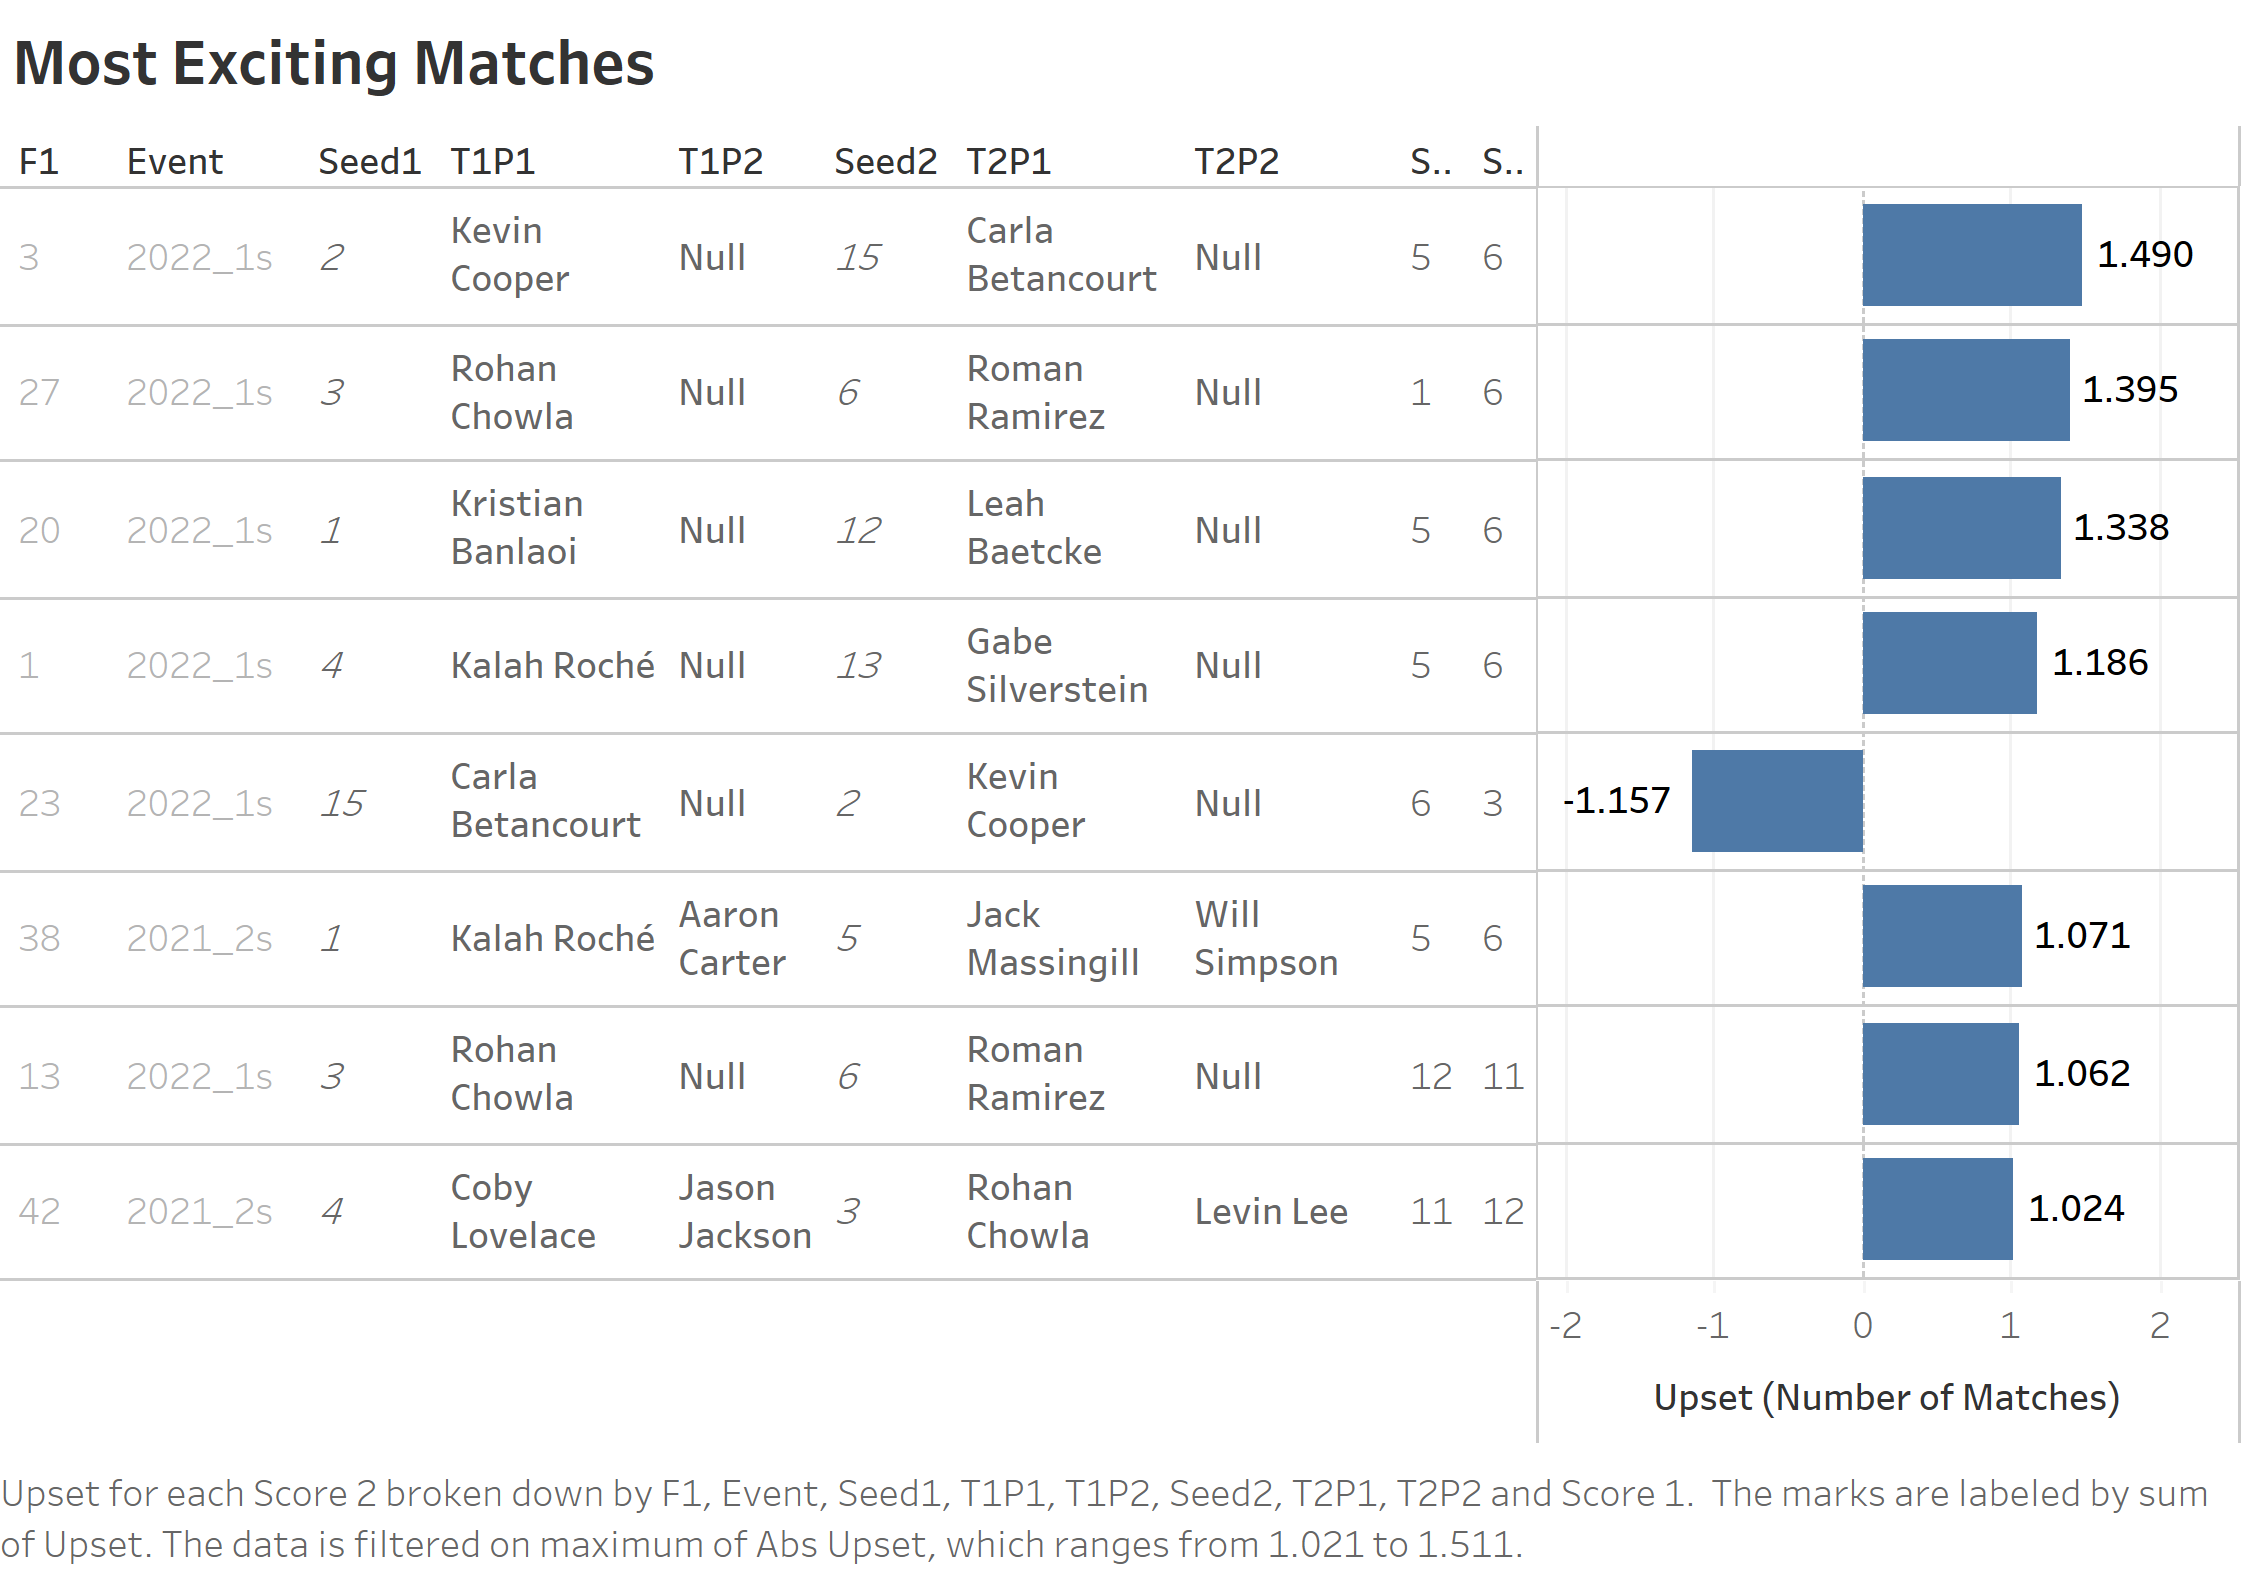 Most Exciting Matches
F1 Event Seed1 T1P1 T1P2 Seed2 T2P1 T2P2 S.. S..
3 2022_1s 2 Kevin Cooper Null 15 Carla Betancourt Null 5 6 1.490
27 2022_1s 3 Rohan Chowla Null 6 Roman Ramirez Null 1 6 1.395
20 2022_1s 1 Kristian Banlaoi Null 12 Leah Baetcke Null 5 6 1.338
1 2022_1s 4 Kalah Roché Null 13 Gabe Silverstein Null 5 6 1.186
23 2022_1s 15 Carla Betancourt Null 2 Kevin Cooper Null 6 3 -1.157
38 2021_2s 1 Kalah Roché Aaron Carter 5 Jack Massingill Will Simpson 5 6 1.071
13 2022_1s 3 Rohan Chowla Null 6 Roman Ramirez Null 12 11 1.062
42 2021_2s 4 Coby Lovelace Jason Jackson 3 Rohan Chowla Levin Lee 11 12 1.024
-2 -1 0 1 2
Upset (Number of Matches)
Upset for each Score 2 broken down by F1, Event, Seed1, T1P1, T1P2, Seed2, T2P1, T2P2 and Score 1. The marks are labeled by sum
of Upset. The data is filtered on maximum of Abs Upset, which ranges from 1.021 to 1.511.